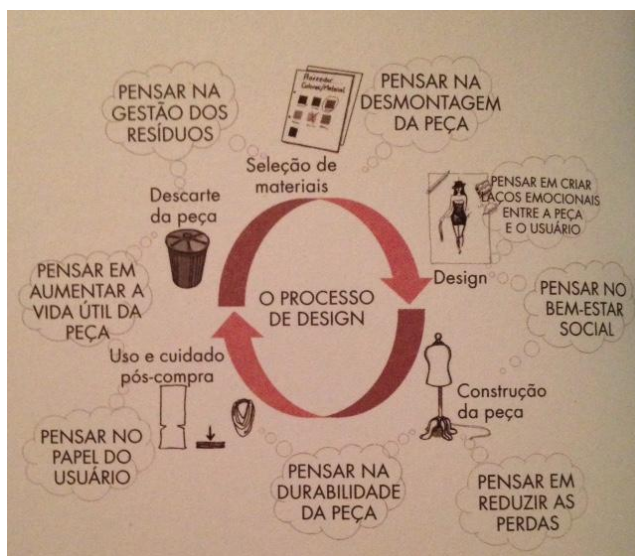 PENSAR NA
GESTÃO DOS
RESÍDUOS
PENSAR NA
DESMONTAGEM
DA PEÇA
Seleção de
materiais
Descarte
da peça
PENSAR EM CRIAR
LAÇOS EMOCIONAIS
ENTRE A PEÇA
E O USUÁRIO
Design
PENSAR EM
AUMENTAR A
VIDA ÚTIL DA
PEÇA
O PROCESSO
DE DESIGN
PENSAR NO
BEM-ESTAR
SOCIAL
Uso e cuidado
pós-compra
Construção
da peça
PENSAR NO
PAPEL DO
USUÁRIO
PENSAR NA
DURABILIDADE
DA PEÇA
PENSAR EM
REDUZIR AS
PERDAS